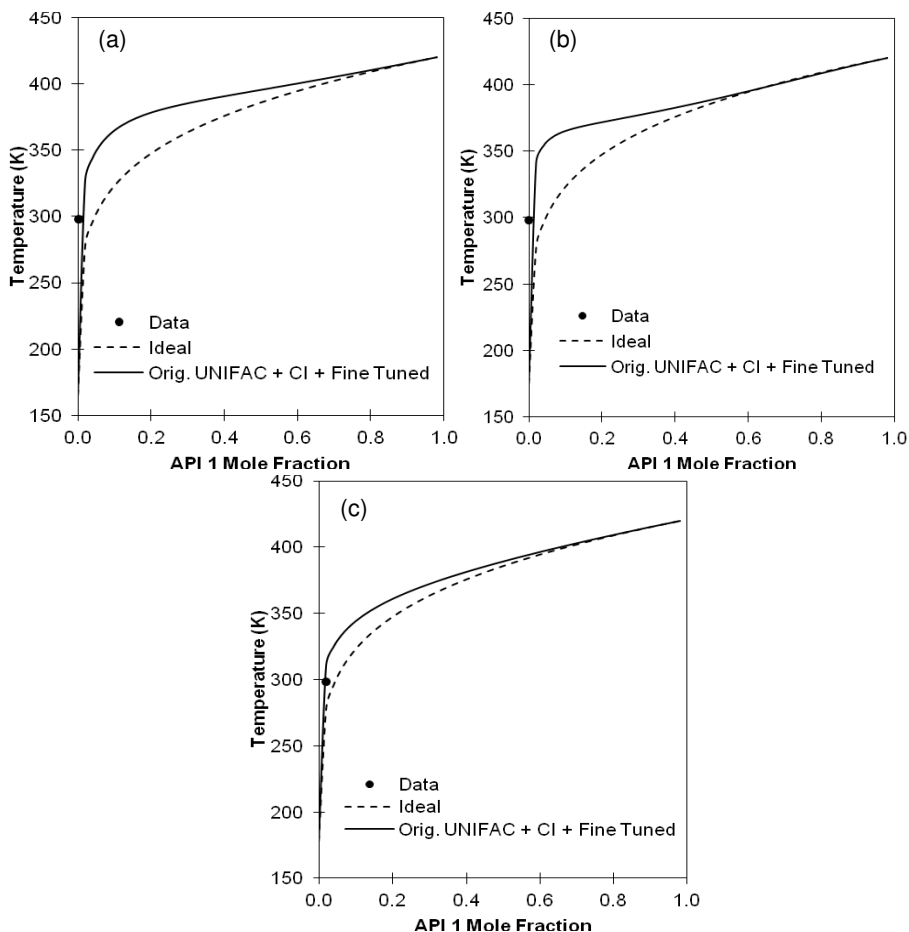 (a)
450
400
350
300
250
200
150
Temperature (K)
Data
Ideal
Orig. UNIFAC + CI + Fine Tuned
0.0 0.2 0.4 0.6 0.8 1.0
API 1 Mole Fraction
(b)
450
400
350
300
250
200
150
Temperature (K)
Data
Ideal
Orig. UNIFAC + CI + Fine Tuned
0.0 0.2 0.4 0.6 0.8 1.0
API 1 Mole Fraction
(c)
450
400
350
300
250
200
150
Temperature (K)
Data
Ideal
Orig. UNIFAC + CI + Fine Tuned
0.0 0.2 0.4 0.6 0.8 1.0
API 1 Mole Fraction